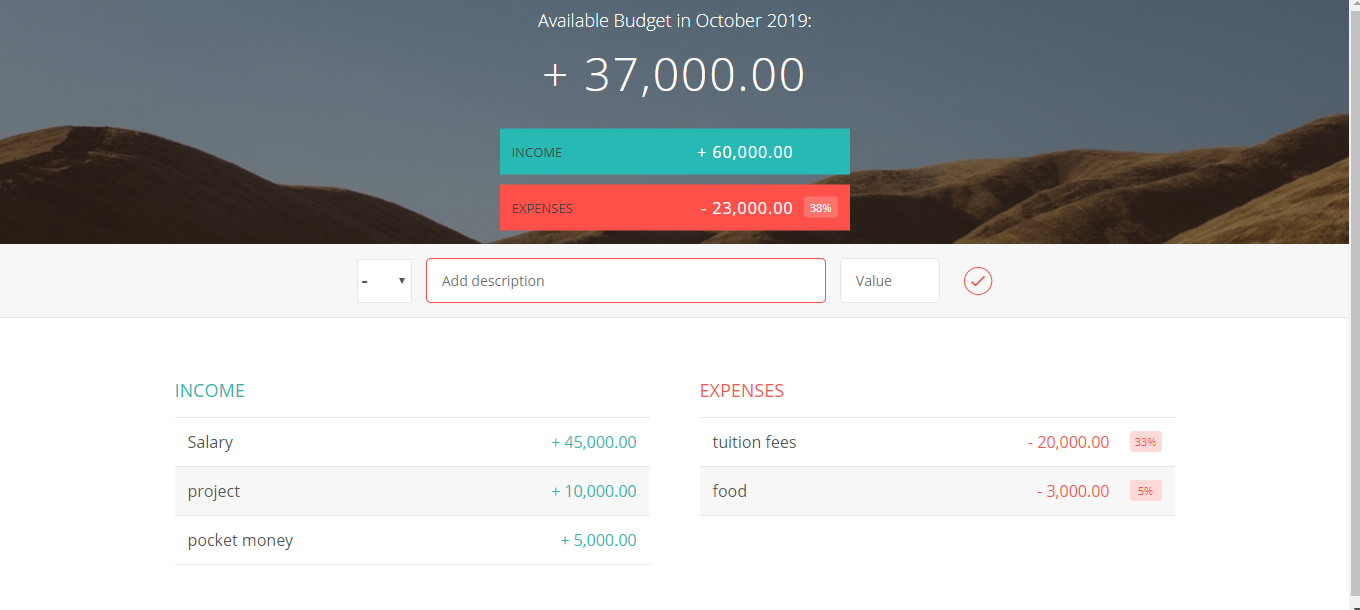 Available Budget in October 2019:
+ 37,000.00
INCOME + 60,000.00
EXPENSES - 23,000.00 38%
- Add description Value
INCOME
Salary + 45,000.00
project + 10,000.00
pocket money + 5,000.00
EXPENSES
tuition fees - 20,000.00 33%
food - 3,000.00 5%